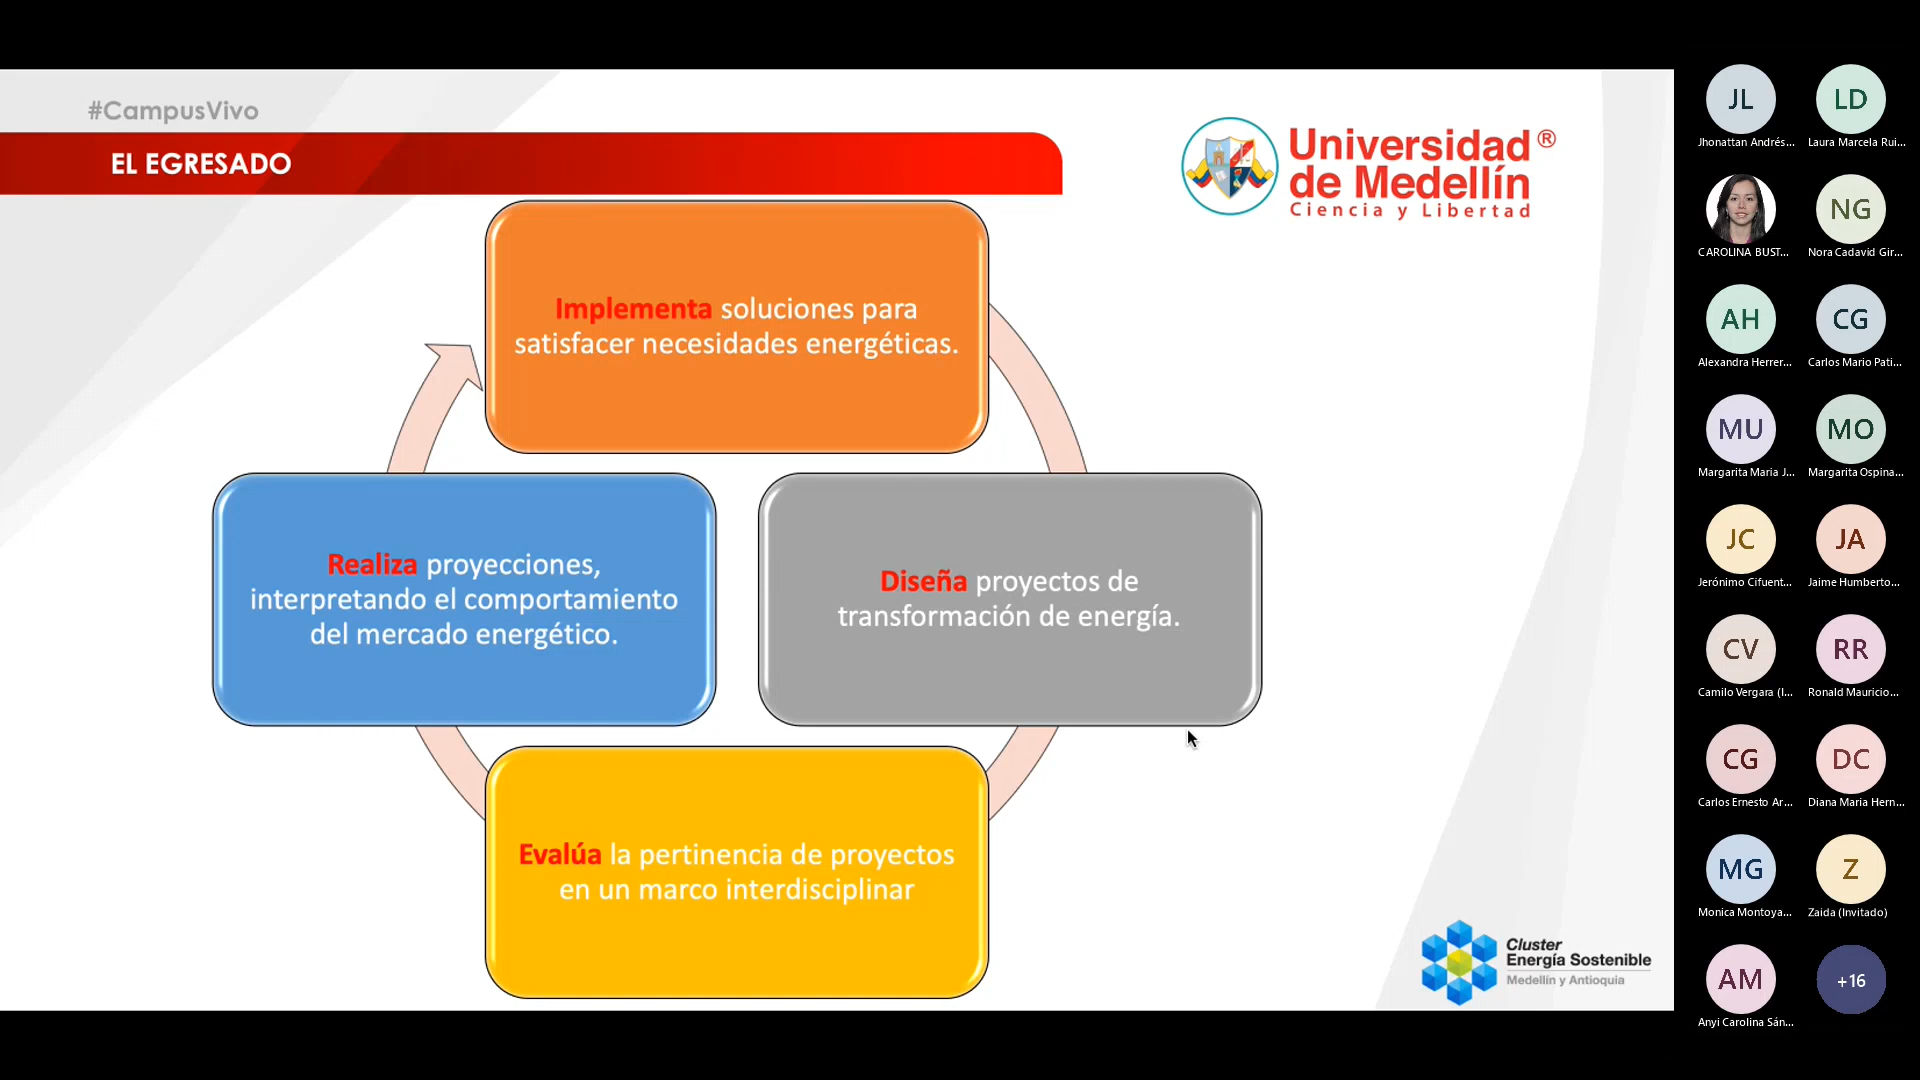 #CampusVivo
EL EGRESADO
Universidad®
de Medellín
Ciencia y Libertad
Implementa soluciones para
satisfacer necesidades energéticas.
Realiza proyecciones,
interpretando el comportamiento
del mercado energético.
Diseña proyectos de
transformación de energía.
Evalúa la pertinencia de proyectos
en un marco interdisciplinar
Cluster
Energía Sostenible
Medellín y Antioquia
JL
Jhonattan Andrés...
LD
Laura Marcela Rui...
CAROLINA BUST...
NG
Nora Cadavid Gir...
AH
Alexandra Herrer...
CG
Carlos Mario Pati...
MU
Margarita Maria J...
MO
Margarita Ospina...
JC
Jerónimo Cifuent...
JA
Jaime Humberto...
CV
Camilo Vergara (I...
RR
Ronald Mauricio...
CG
Carlos Ernesto Ar...
DC
Diana Maria Hern...
MG
Monica Montoya...
Z
Zaida (Invitado)
AM
Anyi Carolina Sán...
+16